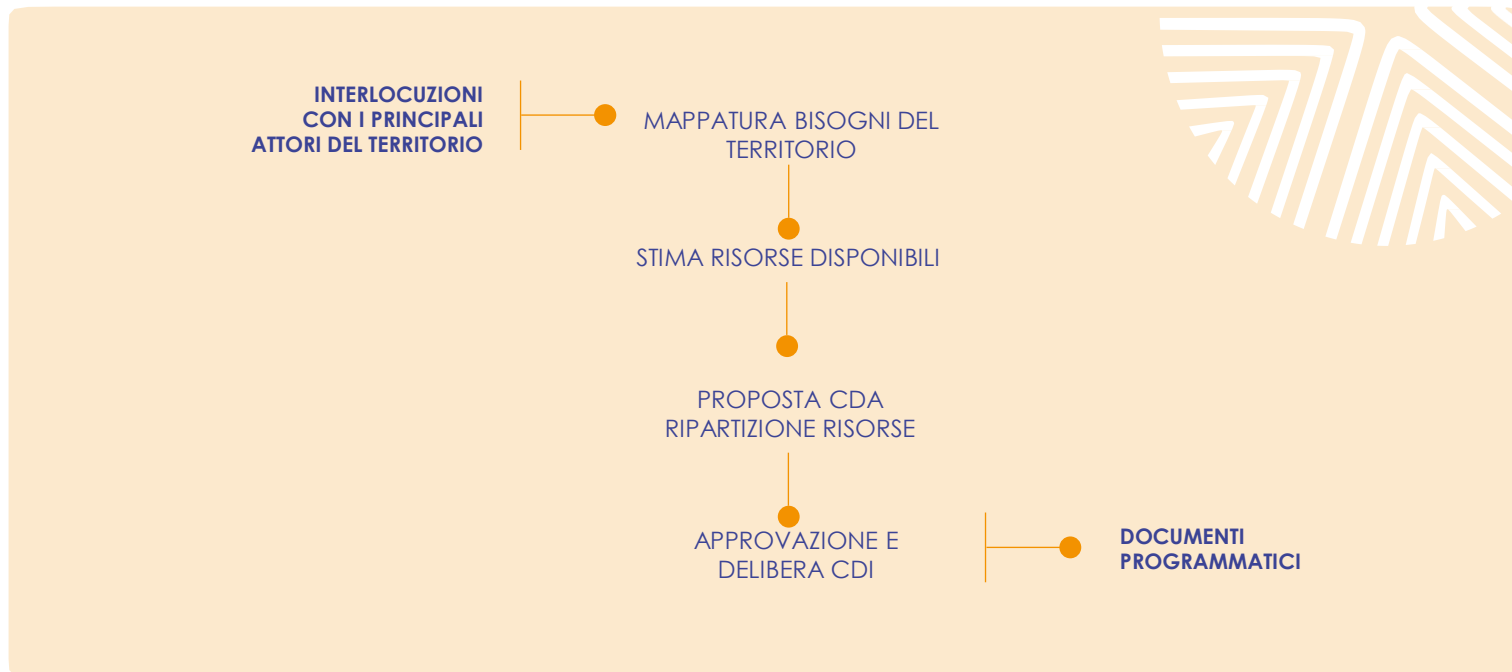 INTERLOCUZIONI
CON I PRINCIPALI
ATTORI DEL TERRITORIO
MAPPATURA BISOGNI DEL
TERRITORIO
STIMA RISORSE DISPONIBILI
PROPOSTA CDA
RIPARTIZIONE RISORSE
APPROVAZIONE E
DELIBERA CDI
DOCUMENTI
PROGRAMMATICI